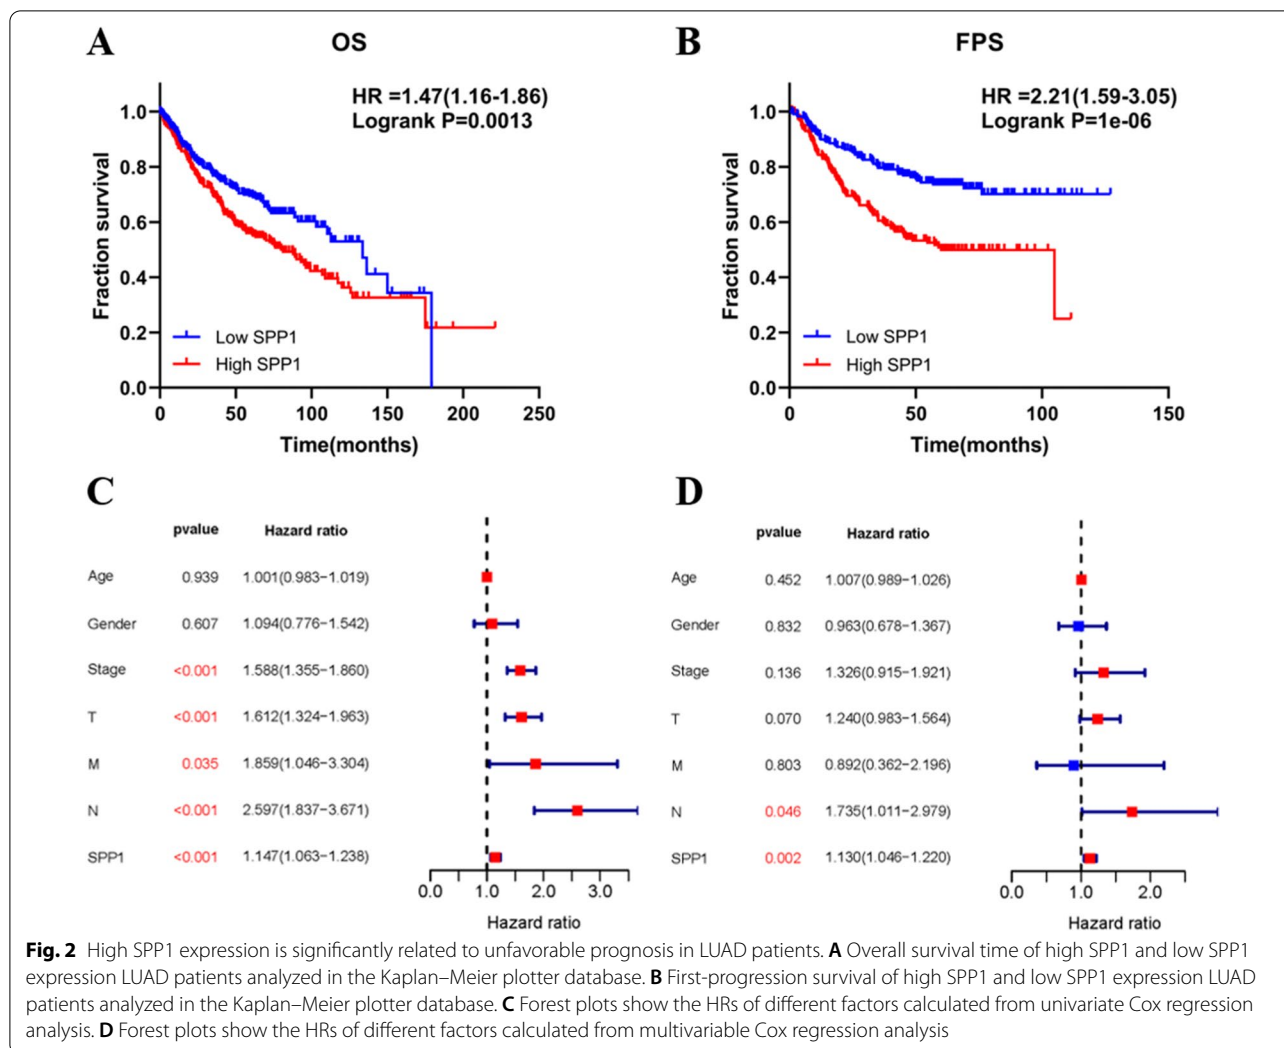 A
OS
HR =1.47(1.16-1.86)
Logrank P=0.0013
Fraction survival
1.0
0.8
0.6
0.4
0.2
0.0
Low SPP1
High SPP1
0 50 100 150 200 250
Time(months)
B
FPS
HR =2.21(1.59-3.05)
Logrank P=1e-06
Fraction survival
1.0
0.8
0.6
0.4
0.2
0.0
Low SPP1
High SPP1
0 50 100 150
Time(months)
C
pvalue Hazard ratio
Age 0.939 1.001(0.983−1.019)
Gender 0.607 1.094(0.776−1.542)
Stage <0.001 1.588(1.355−1.860)
T <0.001 1.612(1.324−1.963)
M 0.035 1.859(1.046−3.304)
N <0.001 2.597(1.837−3.671)
SPP1 <0.001 1.147(1.063−1.238)
0.0 1.0 2.0 3.0
Hazard ratio
D
pvalue Hazard ratio
Age 0.452 1.007(0.989−1.026)
Gender 0.832 0.963(0.678−1.367)
Stage 0.136 1.326(0.915−1.921)
T 0.070 1.240(0.983−1.564)
M 0.803 0.892(0.362−2.196)
N 0.046 1.735(1.011−2.979)
SPP1 0.002 1.130(1.046−1.220)
0.0 1.0 2.0
Hazard ratio
Fig. 2 High SPP1 expression is significantly related to unfavorable prognosis in LUAD patients. A Overall survival time of high SPP1 and low SPP1
expression LUAD patients analyzed in the Kaplan–Meier plotter database. B First-progression survival of high SPP1 and low SPP1 expression LUAD
patients analyzed in the Kaplan–Meier plotter database. C Forest plots show the HRs of different factors calculated from univariate Cox regression
analysis. D Forest plots show the HRs of different factors calculated from multivariable Cox regression analysis